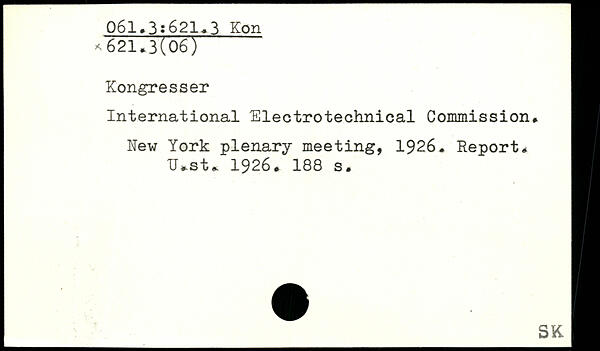 061.3:621.3 Kon
×621.3(06)
Kongresser
International Electrotechnical Commission.
New York plenary meeting, 1926. Report.
U.st. 1926. 188 s.
SK